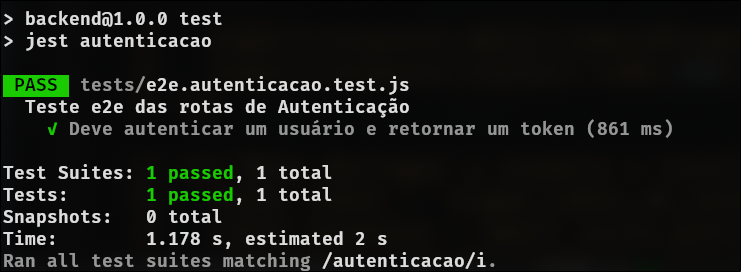 > backend@1.0.0 test
> jest autenticacao
PASS tests/e2e.autenticacao.test.js
Teste e2e das rotas de Autenticação
√ Deve autenticar um usuário e retornar um token (861 ms)
Test Suites: 1 passed, 1 total
Tests: 1 passed, 1 total
Snapshots: 0 total
Time: 1.178 s, estimated 2 s
Ran all test suites matching /autenticacao/i.